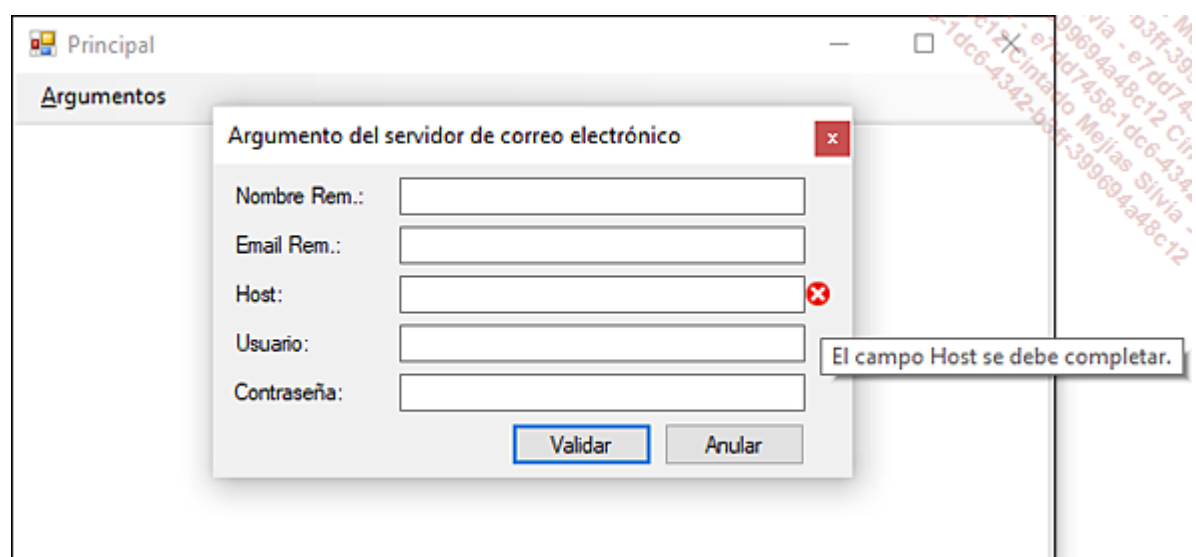 Principal
Argumentos
Argumento del servidor de correo electrónico
Nombre Rem.:
Email Rem.:
Host:
Usuario:
El campo Host se debe completar.
Contraseña:
Validar Anular